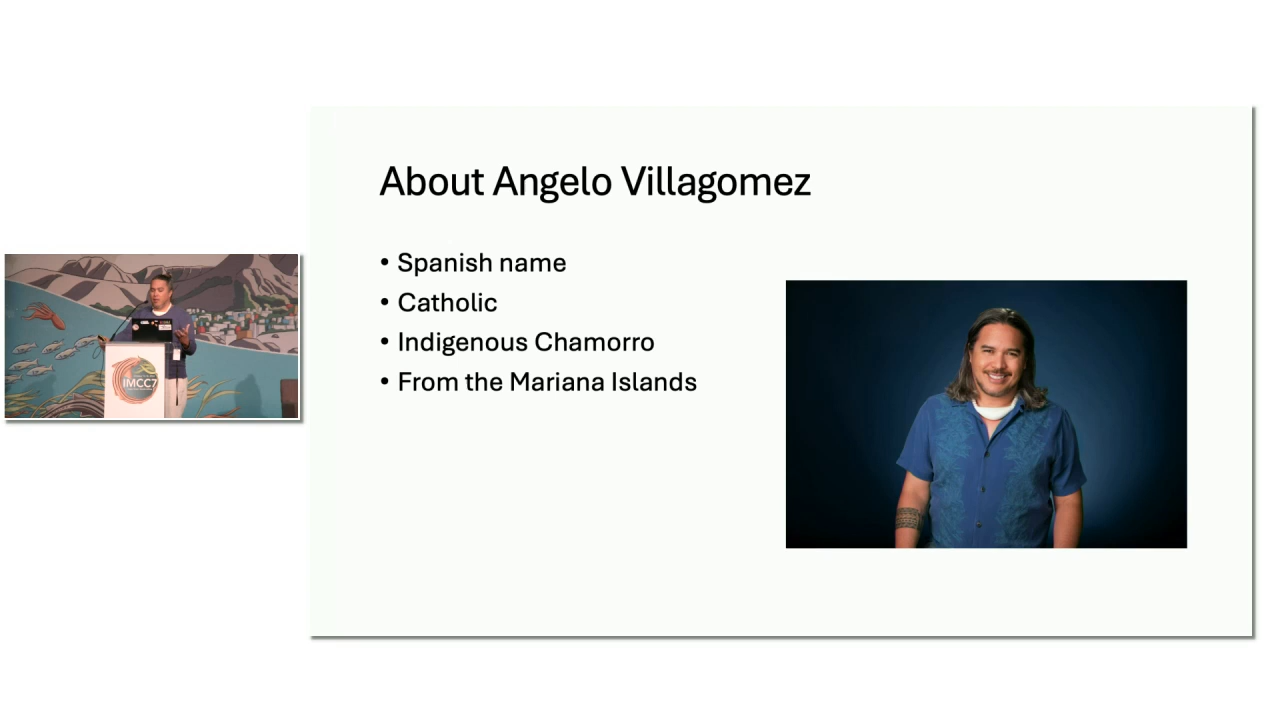 About Angelo Villagomez
• Spanish name
• Catholic
• Indigenous Chamorro
• From the Mariana Islands
IMCC7